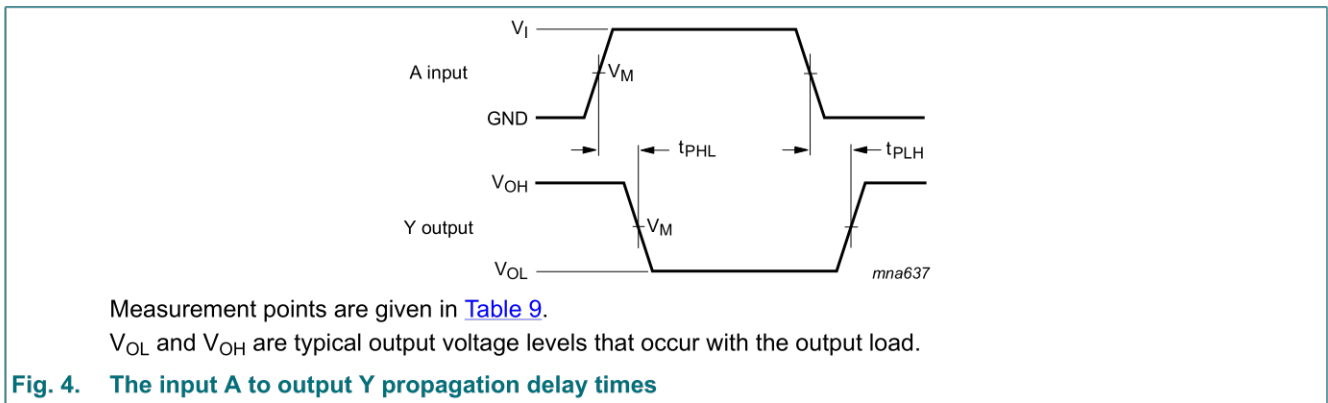 VI
A input
VM
GND
tPHL
tPLH
VOH
Y output
VM
VOL
mna637
Measurement points are given in Table 9.
VOL and VOH are typical output voltage levels that occur with the output load.
Fig. 4. The input A to output Y propagation delay times